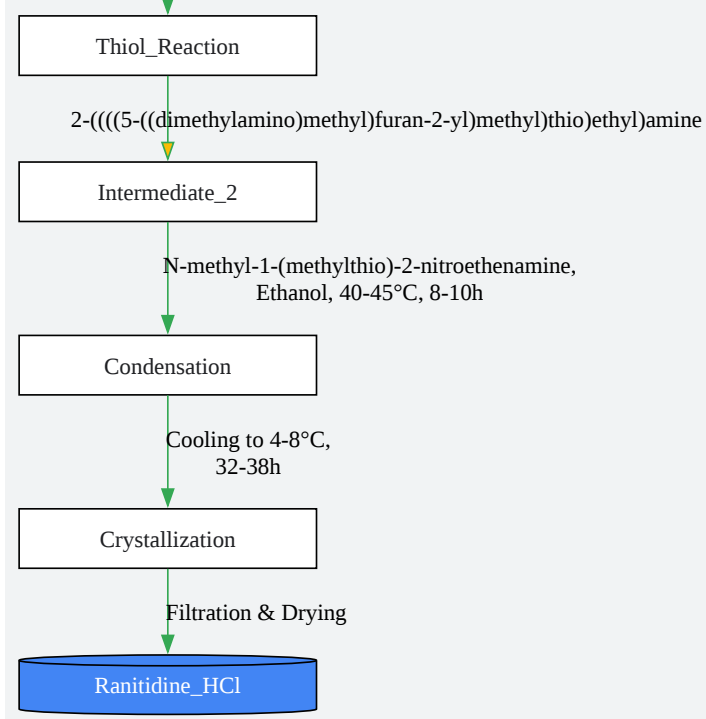 Thiol_Reaction
2-((((5-((dimethylamino)methyl)furan-2-yl)methyl)thio)ethyl)amine
Intermediate_2
N-methyl-1-(methylthio)-2-nitroethenamine,
Ethanol, 40-45°C, 8-10h
Condensation
Cooling to 4-8°C,
32-38h
Crystallization
Filtration & Drying
Ranitidine_HCl